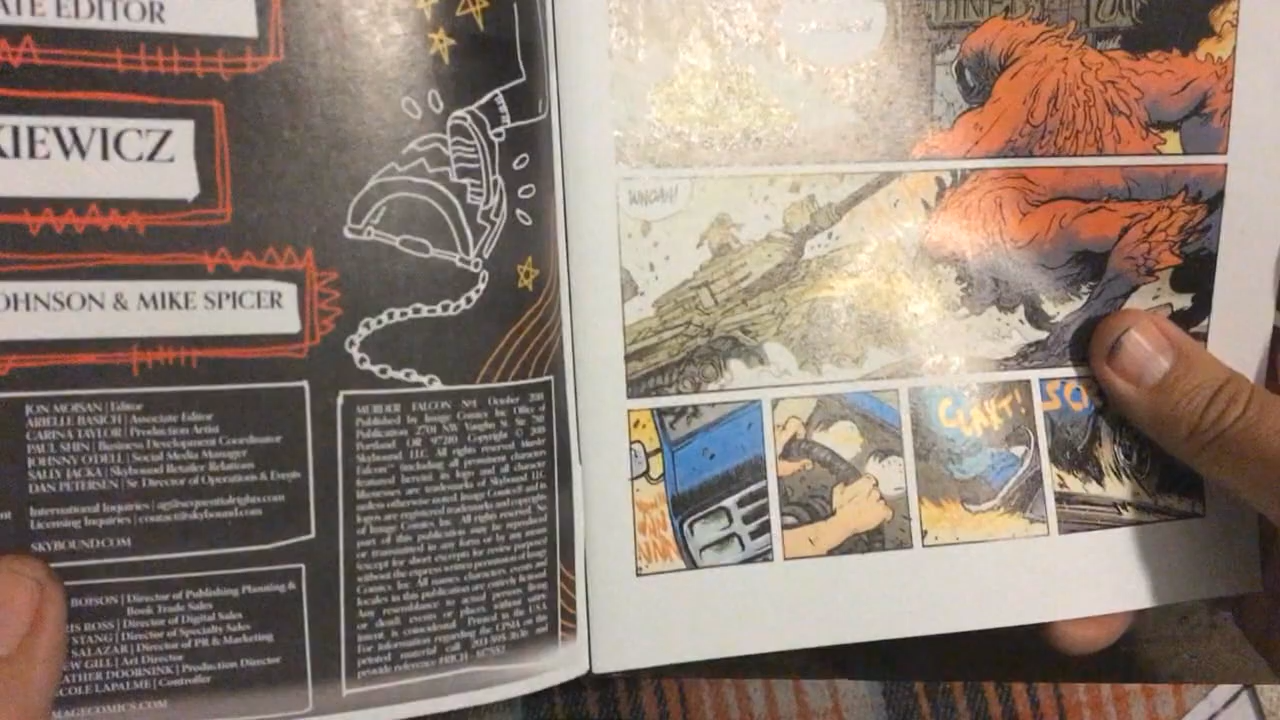 ATE EDITOR
KIEWICZ
OHNSON & MIKE SPICER
JON MOISAN | Editor
ARIELLE BASICH | Associate Editor
CARINA TAYLOR | Production Artist
PAUL SHIN | Business Development Coordinator
JOHNNY O'DELL | Social Media Manager
SALLY JACKA | Skybound Retailer Relations
DAN PETERSEN | Sr. Director of Operations & Events
nt
International Inquiries | ag@sequentialrights.com
Licensing Inquiries | contact@skybound.com
SKYBOUND.COM
BOISON | Director of Publishing Planning &
Book Trade Sales
RIS ROSS | Director of Digital Sales
STANG | Director of Specialty Sales
SALAZAR | Director of PR & Marketing
EW GILL | Art Director
ATHER DOORNINK | Production Director
COLE LAPALME | Controller
MAGECOMICS.COM
MURDER FALCON Nº1. October 2018.
Published by Image Comics Inc. Office of
Publication: 2701 NW Vaughn St. Ste 780
Portland OR 97210. Copyright © 2018
Skybound, LLC. All rights reserved. Murder
Falcon™ (including all prominent characters
featured herein), its logo and all character
likenesses are trademarks of Skybound LLC
unless otherwise noted. Image Comics® and its
logos are registered trademarks and copyrights
of Image Comics, Inc. All rights reserved. No
part of this publication may be reproduced
or transmitted in any form or by any means
(except for short excerpts for review purposes)
without the express written permission of Image
Comics, Inc. All names, characters, events and
locales in this publication are entirely fictional.
Any resemblance to actual persons (living
or dead), events or places, without satiric
intent, is coincidental. Printed in the U.S.A.
For information regarding the CPSIA on this
printed material call: 203-595-3636 and
provide reference #RICH
WHOAH!